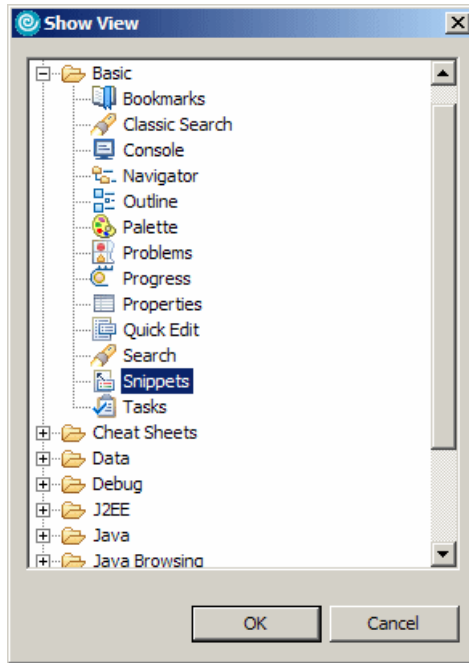 Show View
Basic
Bookmarks
Classic Search
Console
Navigator
Outline
Palette
Problems
Progress
Properties
Quick Edit
Search
Snippets
Tasks
Cheat Sheets
Data
Debug
J2EE
Java
Java Browsing
OK Cancel